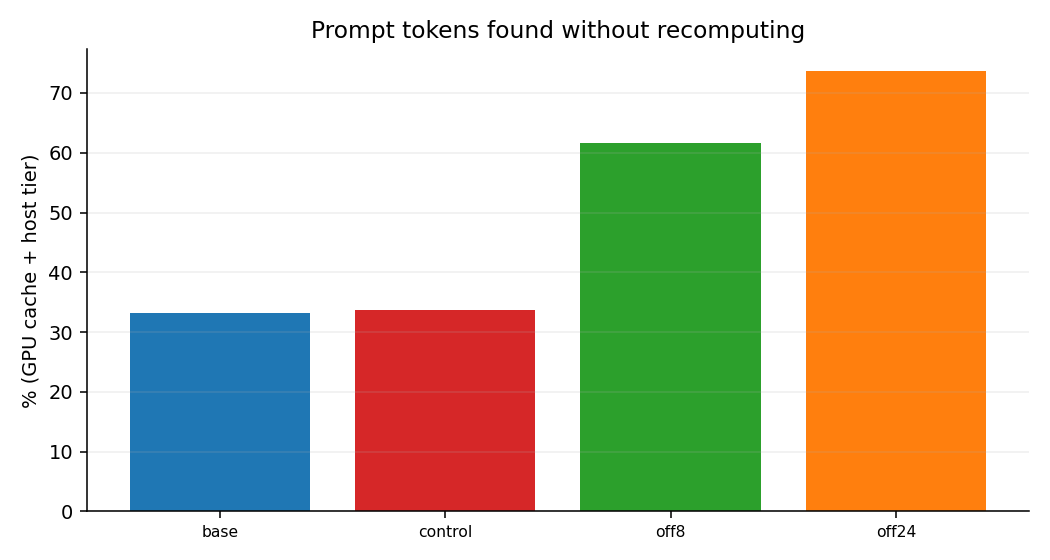 Prompt tokens found without recomputing
% (GPU cache + host tier)
70
60
50
40
30
20
10
0
base control off8 off24